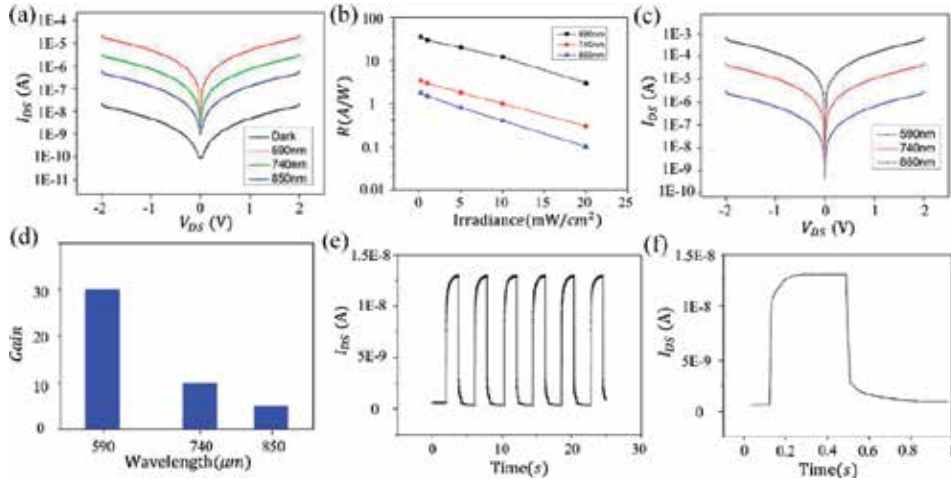 (a)
1E-4
1E-5
1E-6
1E-7
1E-8
1E-9
1E-10
1E-11
I_DS (A)
-2 -1 0 1 2
V_DS (V)
Dark
590nm
740nm
850nm
(b)
100
10
1
0.1
0.01
R(A/W)
0 5 10 15 20 25
Irradiance(mW/cm²)
590nm
740nm
850nm
(c)
1E-3
1E-4
1E-5
1E-6
1E-7
1E-8
1E-9
1E-10
I_DS (A)
-2 -1 0 1 2
V_DS (V)
590nm
740nm
850nm
(d)
30
20
10
0
Gain
590 740 850
Wavelength(μm)
(e)
1.5E-8
1E-8
5E-9
0
I_DS (A)
0 10 20 30
Time(s)
(f)
1.5E-8
1E-8
5E-9
0
I_DS (A)
0 0.2 0.4 0.6 0.8 1
Time(s)